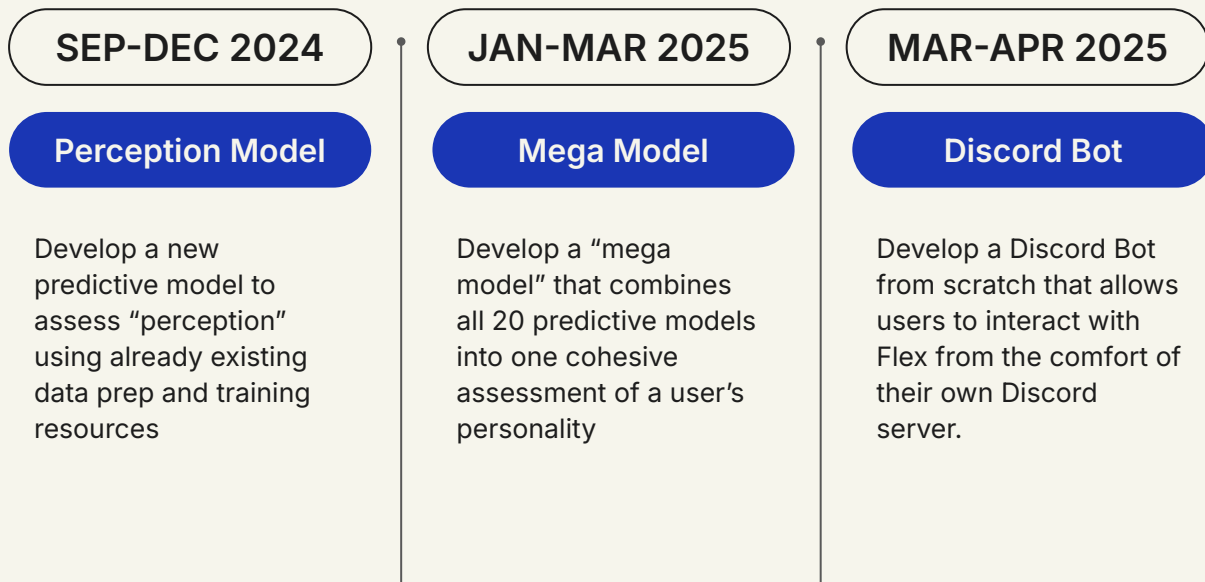 SEP-DEC 2024
Perception Model
Develop a new
predictive model to
assess “perception”
using already existing
data prep and training
resources
JAN-MAR 2025
Mega Model
Develop a “mega
model” that combines
all 20 predictive models
into one cohesive
assessment of a user’s
personality
MAR-APR 2025
Discord Bot
Develop a Discord Bot
from scratch that allows
users to interact with
Flex from the comfort of
their own Discord
server.